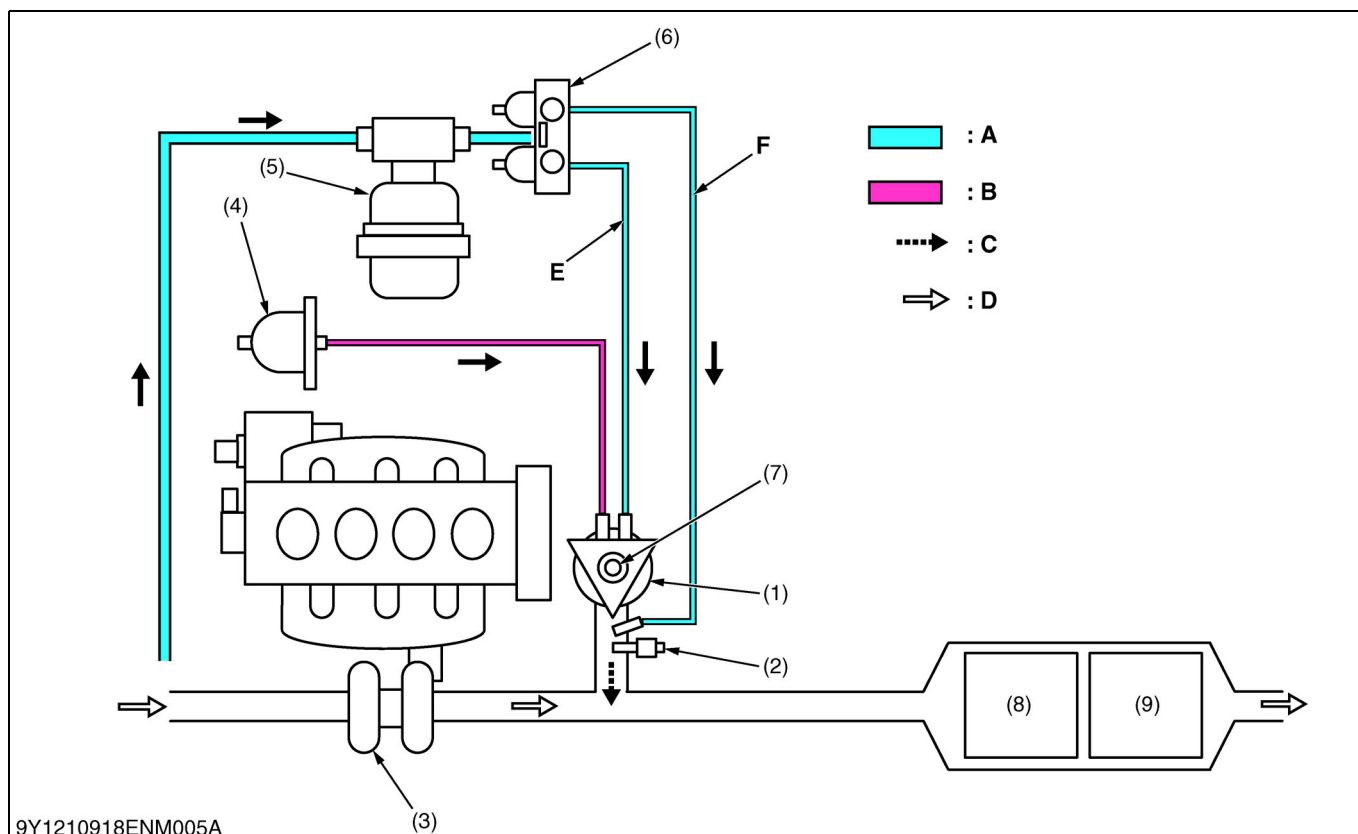 (6)
: A
F
(5)
: B
(4)
: C
E
: D
(7)
(1)
(2)
(8)
(9)
(3)
9Y1210918ENM005A